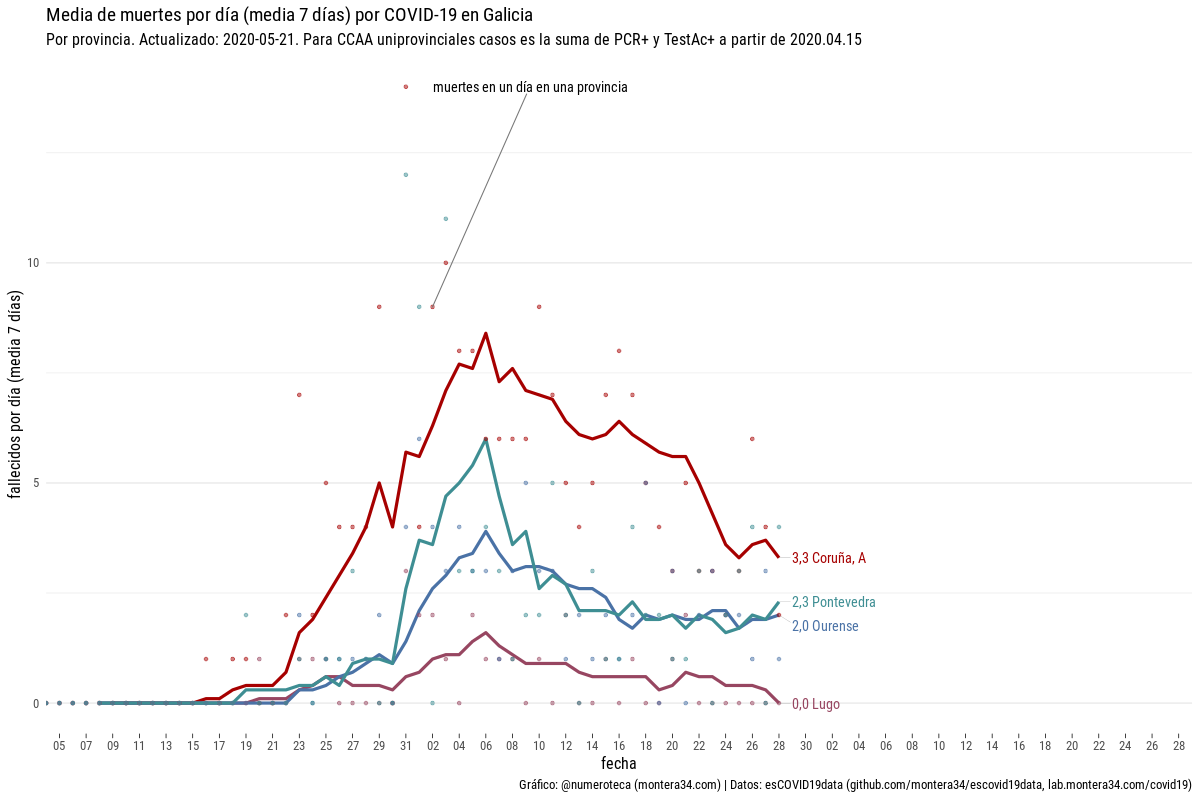 Media de muertes por día (media 7 días) por COVID-19 en Galicia
Por provincia. Actualizado: 2020-05-21. Para CCAA uniprovinciales casos es la suma de PCR+ y TestAc+ a partir de 2020.04.15
muertes en un día en una provincia
10
5
0
fallecidos por día (media 7 días)
3,3 Coruña, A
2,3 Pontevedra
2,0 Ourense
0,0 Lugo
05 07 09 11 13 15 17 19 21 23 25 27 29 31 02 04 06 08 10 12 14 16 18 20 22 24 26 28 30 02 04 06 08 10 12 14 16 18 20 22 24 26 28
fecha
Gráfico: @numeroteca (montera34.com) | Datos: esCOVID19data (github.com/montera34/escovid19data, lab.montera34.com/covid19)